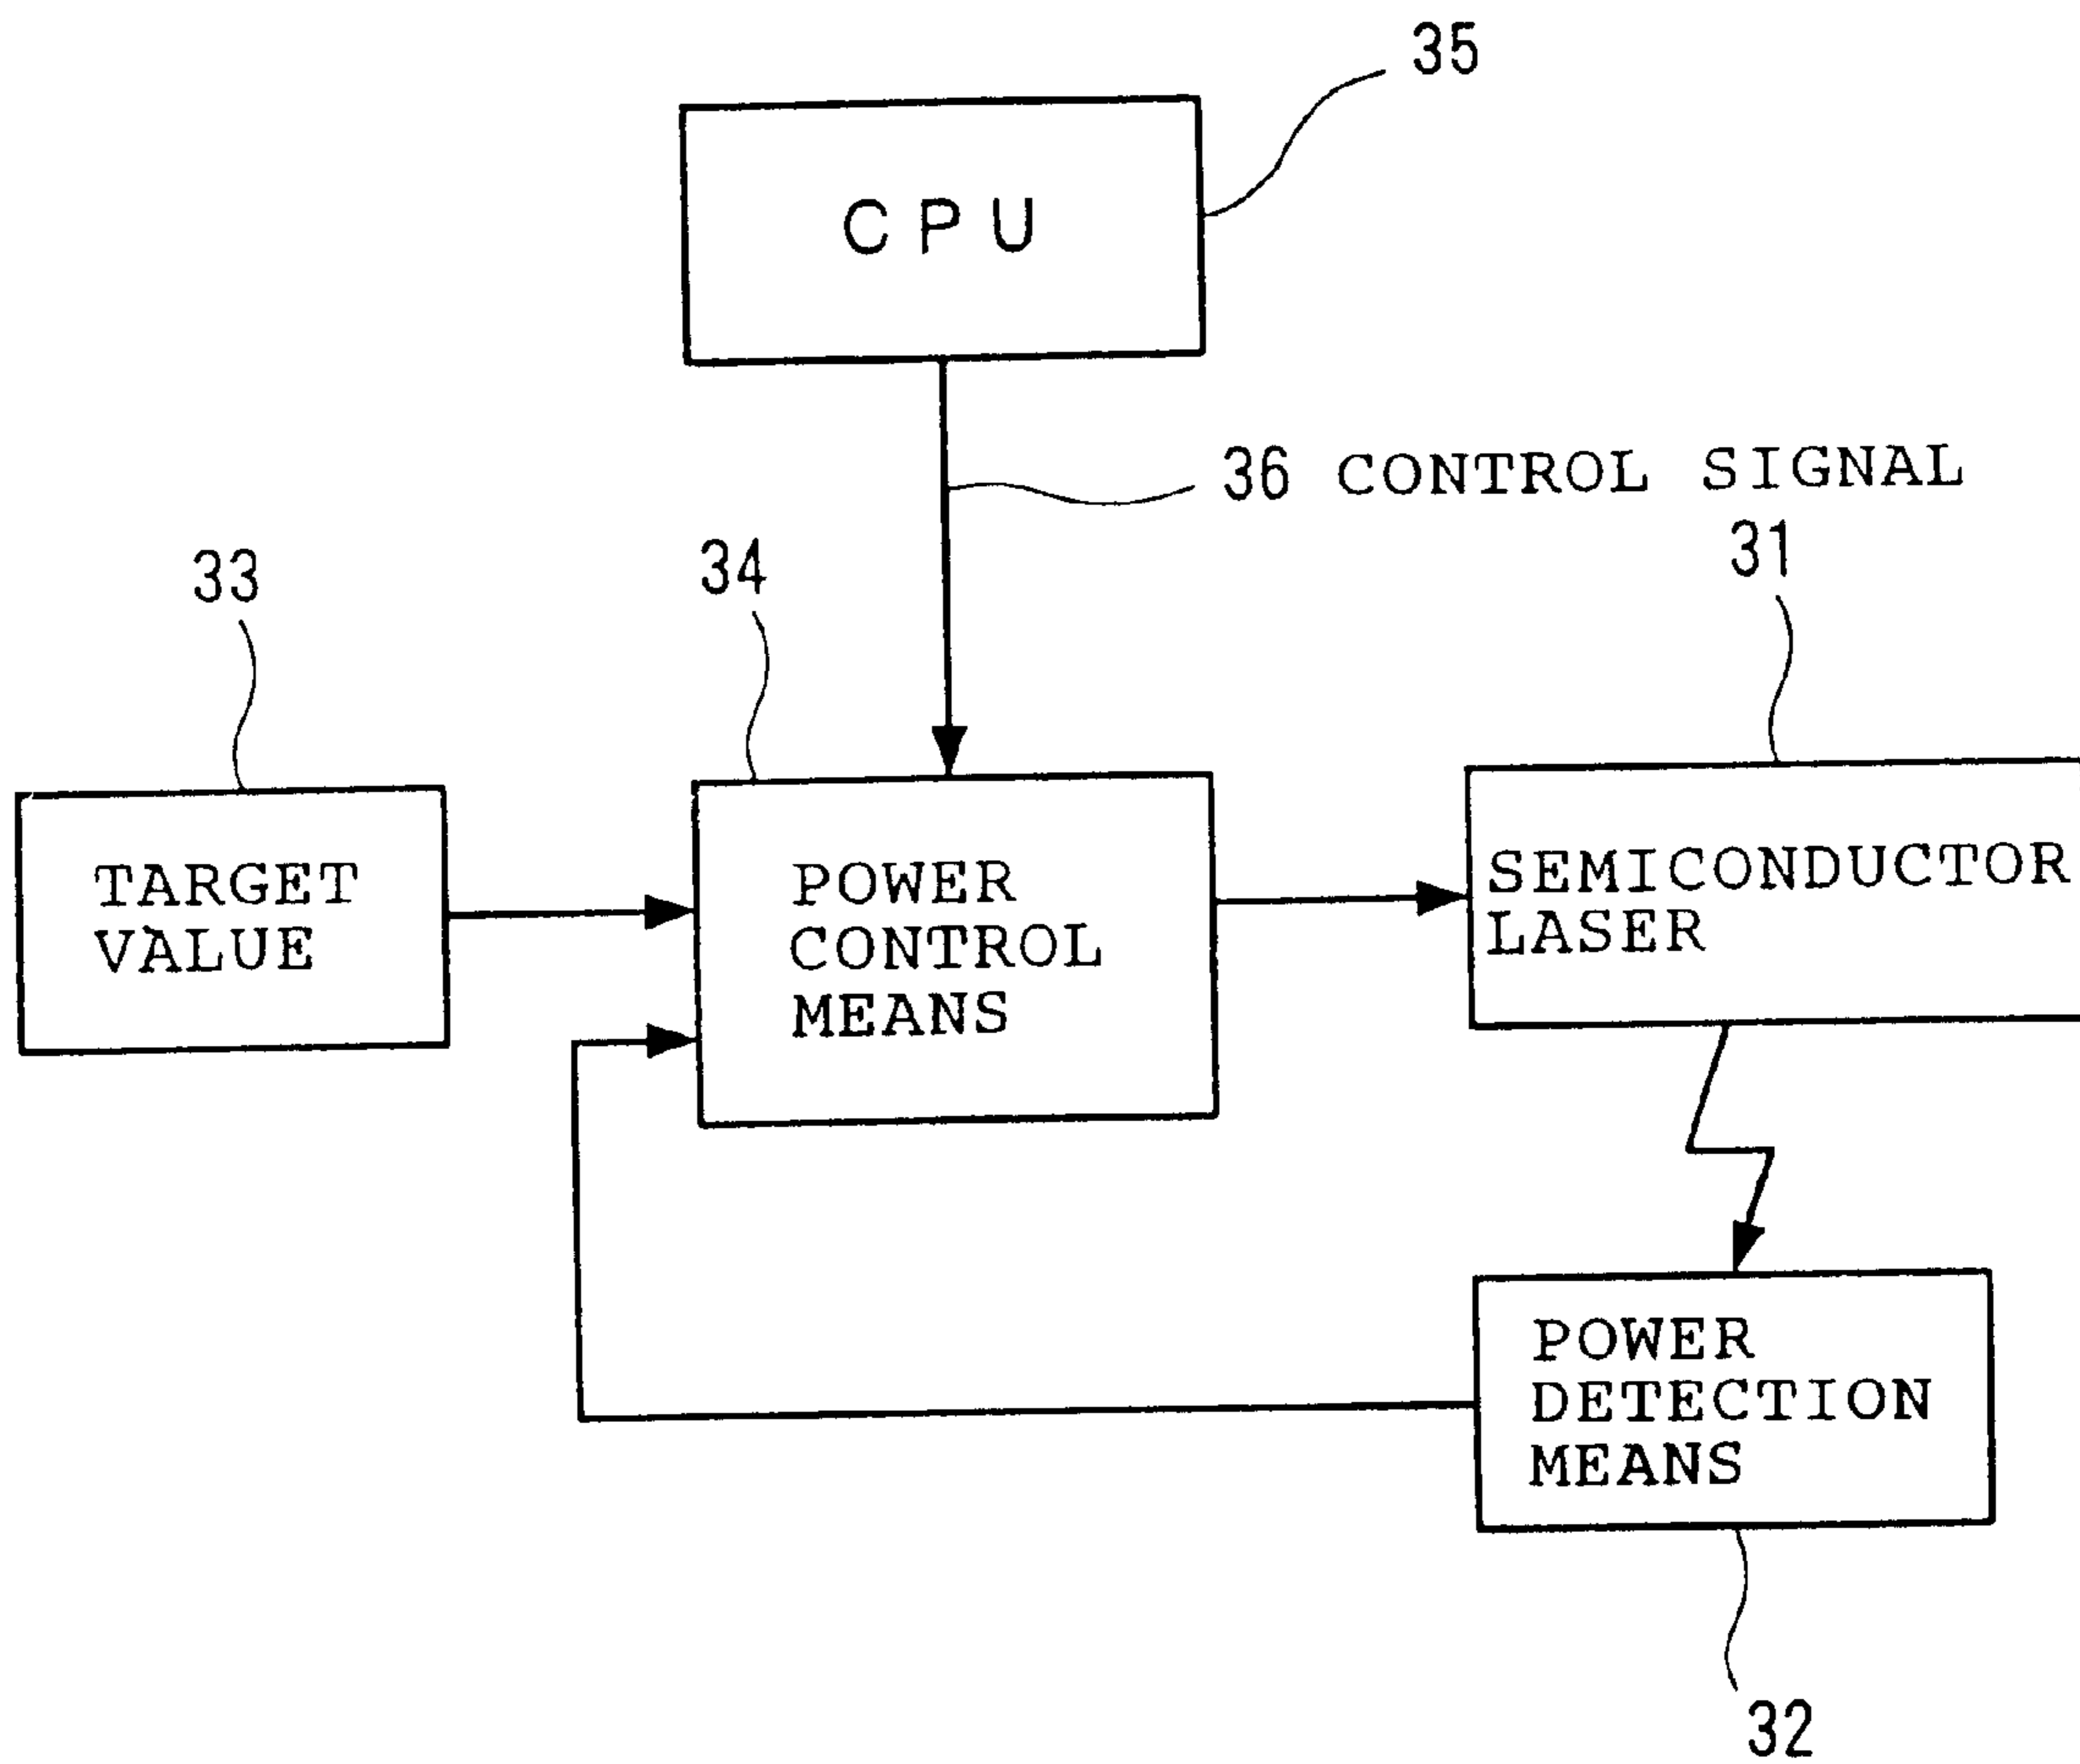 35
CPU
36 CONTROL SIGNAL
31
33
34
TARGET
VALUE
POWER
CONTROL
MEANS
SEMICONDUCTOR
LASER
POWER
DETECTION
MEANS
32